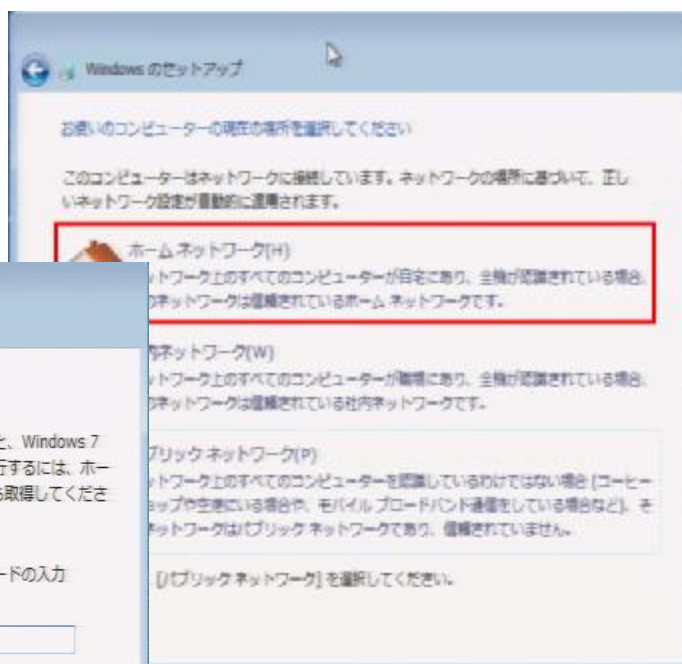 Windows のセットアップ
お使いのコンピューターの現在の場所を選択してください
このコンピューターはネットワークに接続しています。ネットワークの場所に基づいて、正し
いネットワーク設定が自動的に適用されます。
ホーム ネットワーク(H)
ットワーク上のすべてのコンピューターが自宅にあり、全機が認識されている場合、
のネットワークは信頼されているホーム ネットワークです。
内ネットワーク(W)
ットワーク上のすべてのコンピューターが職場にあり、全機が認識されている場合、
のネットワークは信頼されている社内ネットワークです。
ブリック ネットワーク(P)
ットワーク上のすべてのコンピューターを認識しているわけではない場合 (コーヒー
ョップや空港にいる場合や、モバイル ブロードバンド通信をしている場合など)、そ
ネットワークはパブリック ネットワークであり、信頼されていません。
[パブリック ネットワーク] を選択してください。
と、Windows 7
行するには、ホー
ら取得してくださ
ードの入力